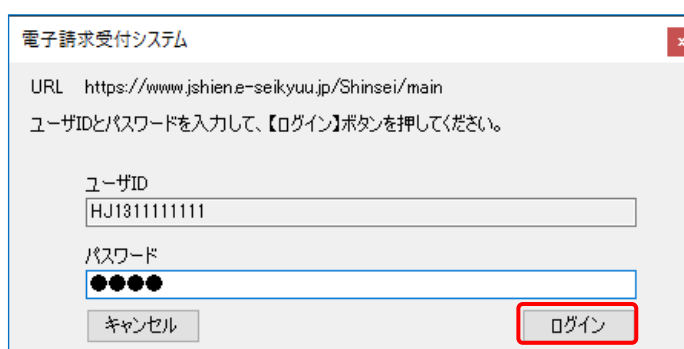 電子請求受付システム
URL https://www.jshien.e-seikyuu.jp/Shinsei/main
ユーザIDとパスワードを入力して、【ログイン】ボタンを押してください。
ユーザID
HJ1311111111
パスワード
●●●●
キャンセル ログイン